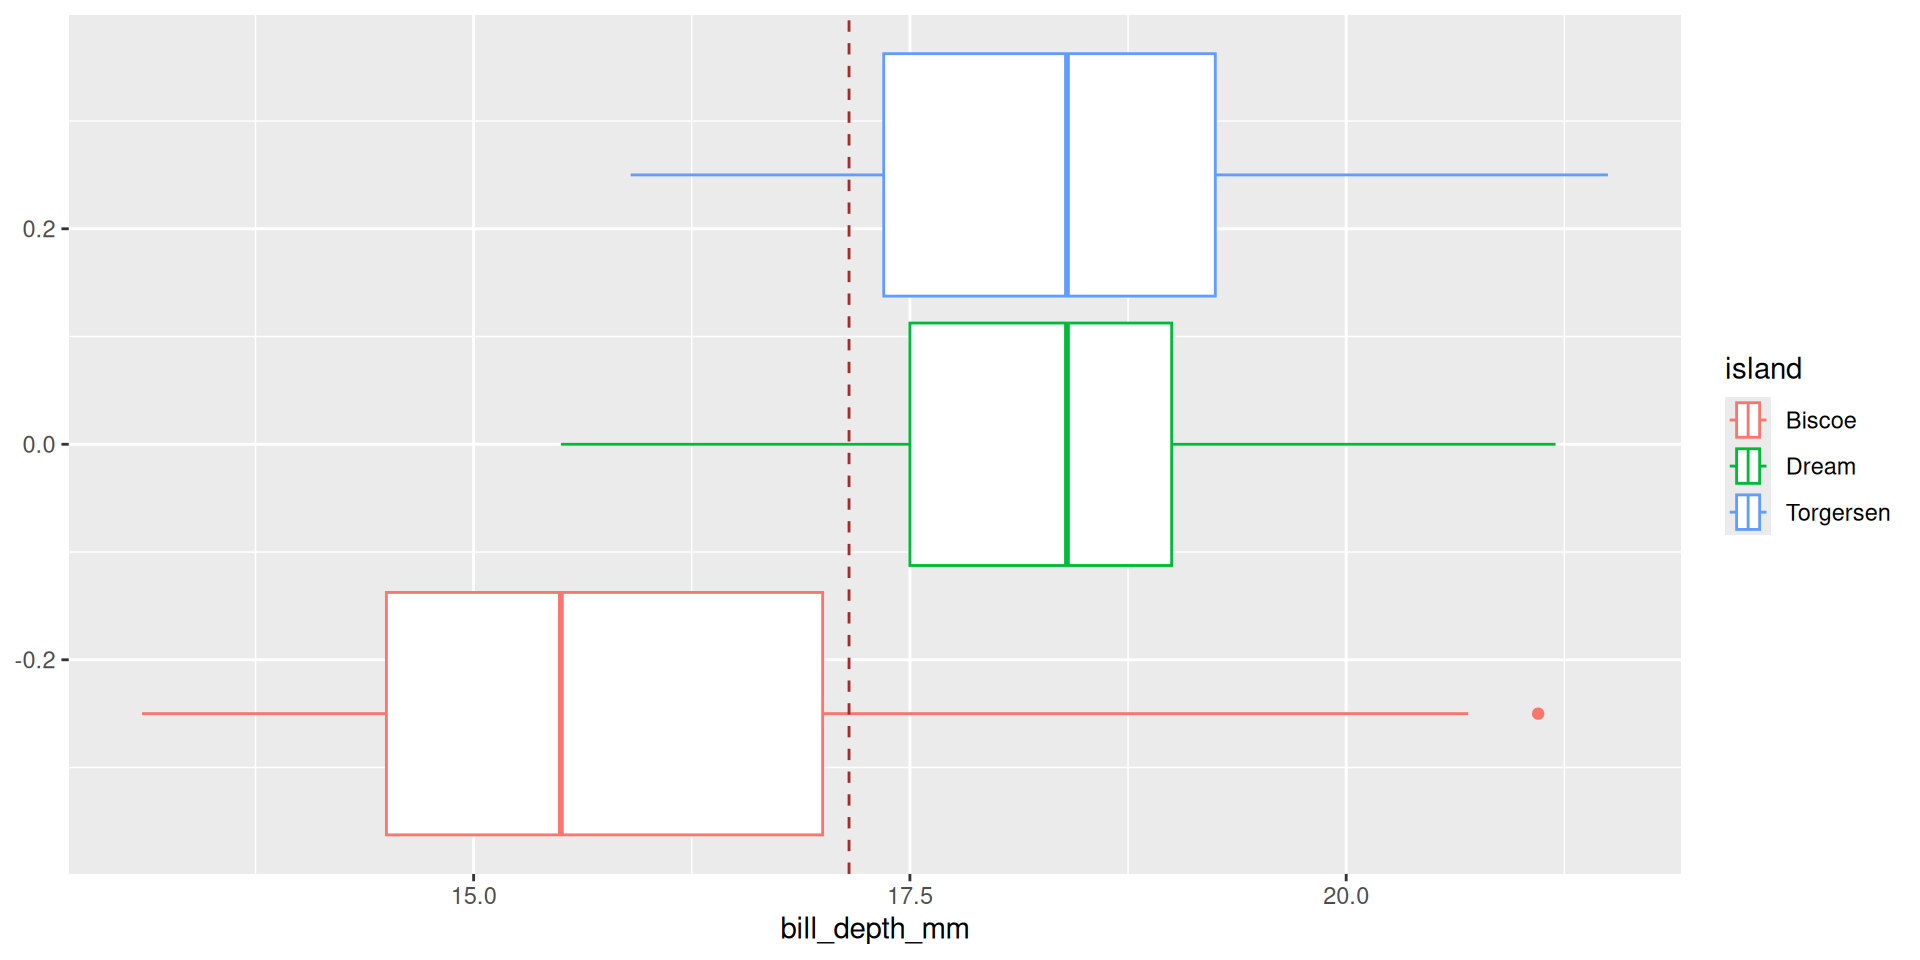 0.2
0.0
-0.2
15.0
17.5
20.0
bill_depth_mm
island
Biscoe
Dream
Torgersen